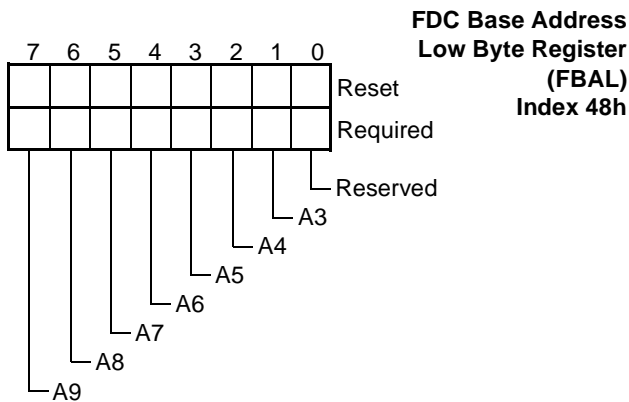 FDC Base Address
Low Byte Register
(FBAL)
Index 48h
7 6 5 4 3 2 1 0
Reset
Required
Reserved
A3
A4
A5
A6
A7
A8
A9